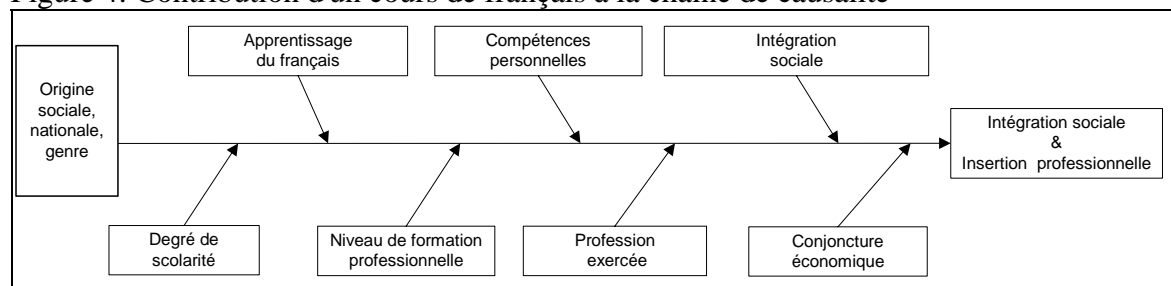 Figure 4: Contribution d'un cours de français à la chaîne de causalité
Apprentissage
du français
Compétences
personnelles
Intégration
sociale
Origine
sociale,
nationale,
genre
Intégration sociale
&
Insertion professionnelle
Degré de
scolarité
Niveau de formation
professionnelle
Profession
exercée
Conjoncture
économique